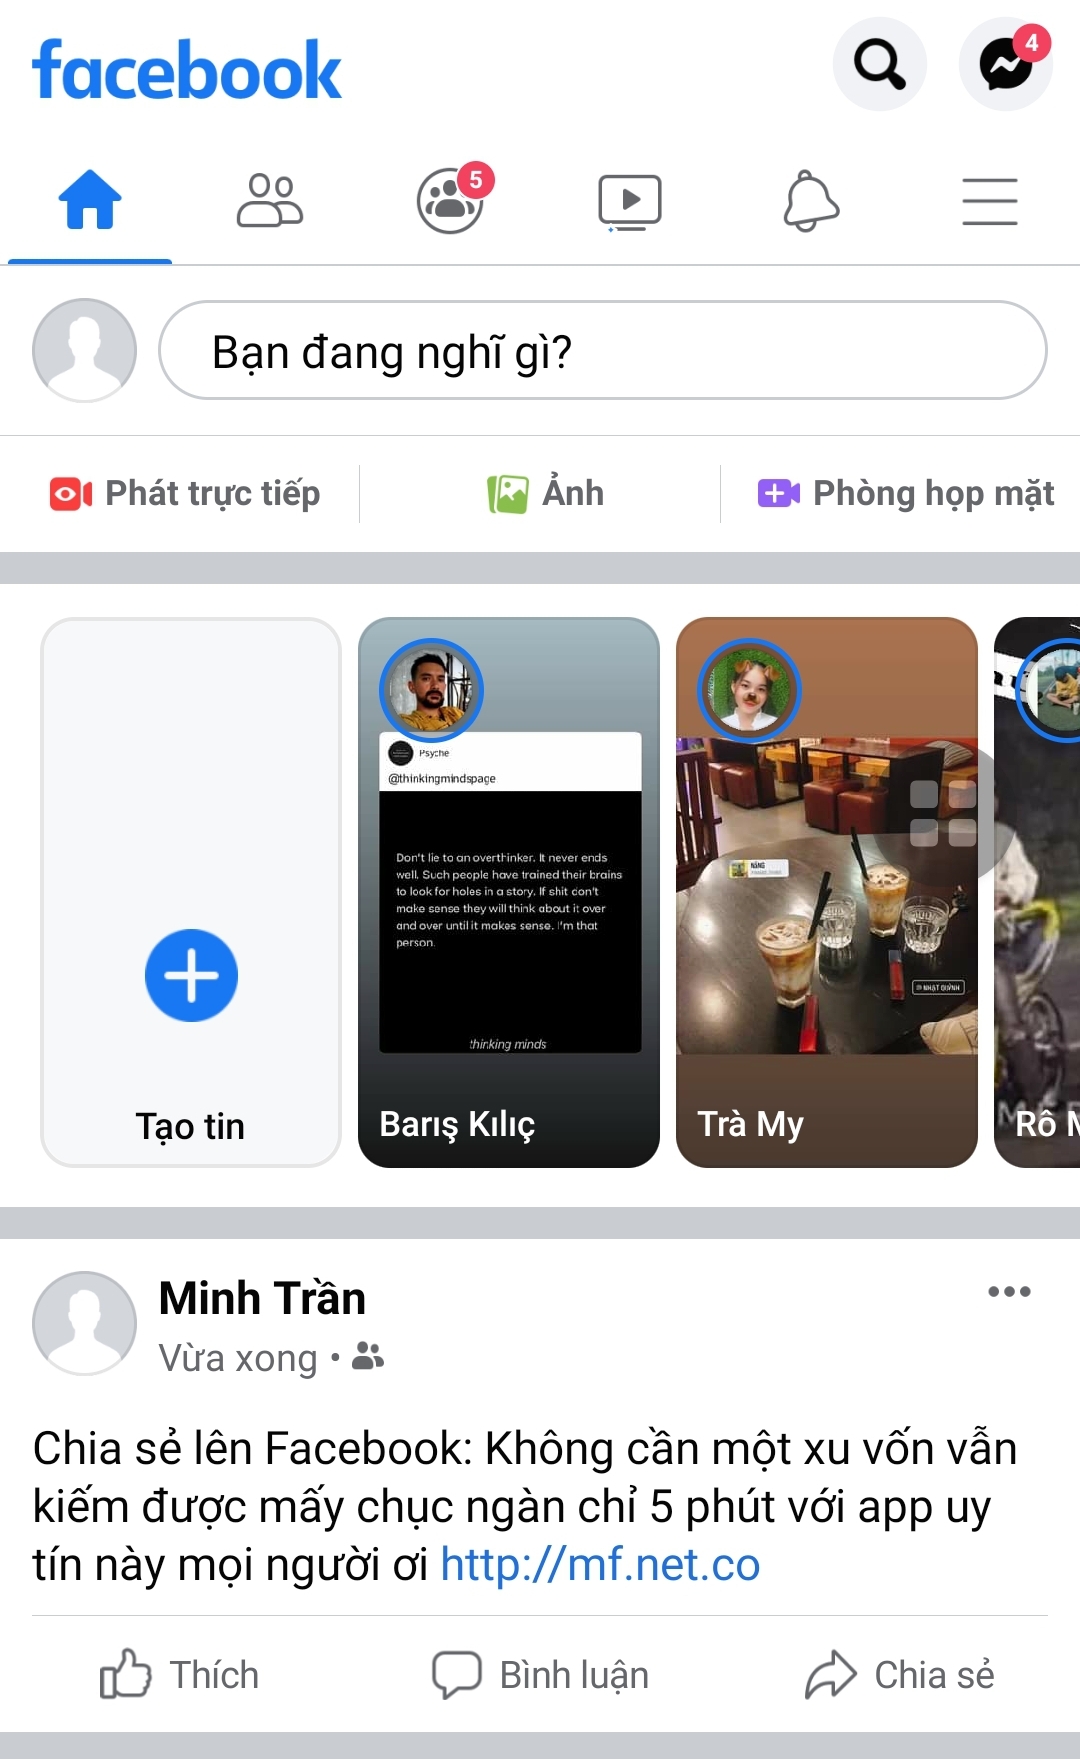 facebook
4
5
Bạn đang nghĩ gì?
Phát trực tiếp
Ảnh
Phòng họp mặt
Psyche
@thinkingmindspage
Don't lie to an overthinker. It never ends
well. Such people have trained their brains
to look for holes in a story. If shit don't
make sense they will think about it over
and over until it makes sense. I'm that
person.
thinking minds
NẮNG
@ NHẬT QUỲNH
Tạo tin
Barış Kılıç
Trà My
Rô
Minh Trần
Vừa xong
Chia sẻ lên Facebook: Không cần một xu vốn vẫn
kiếm được mấy chục ngàn chỉ 5 phút với app uy
tín này mọi người ơi http://mf.net.co
Thích
Bình luận
Chia sẻ